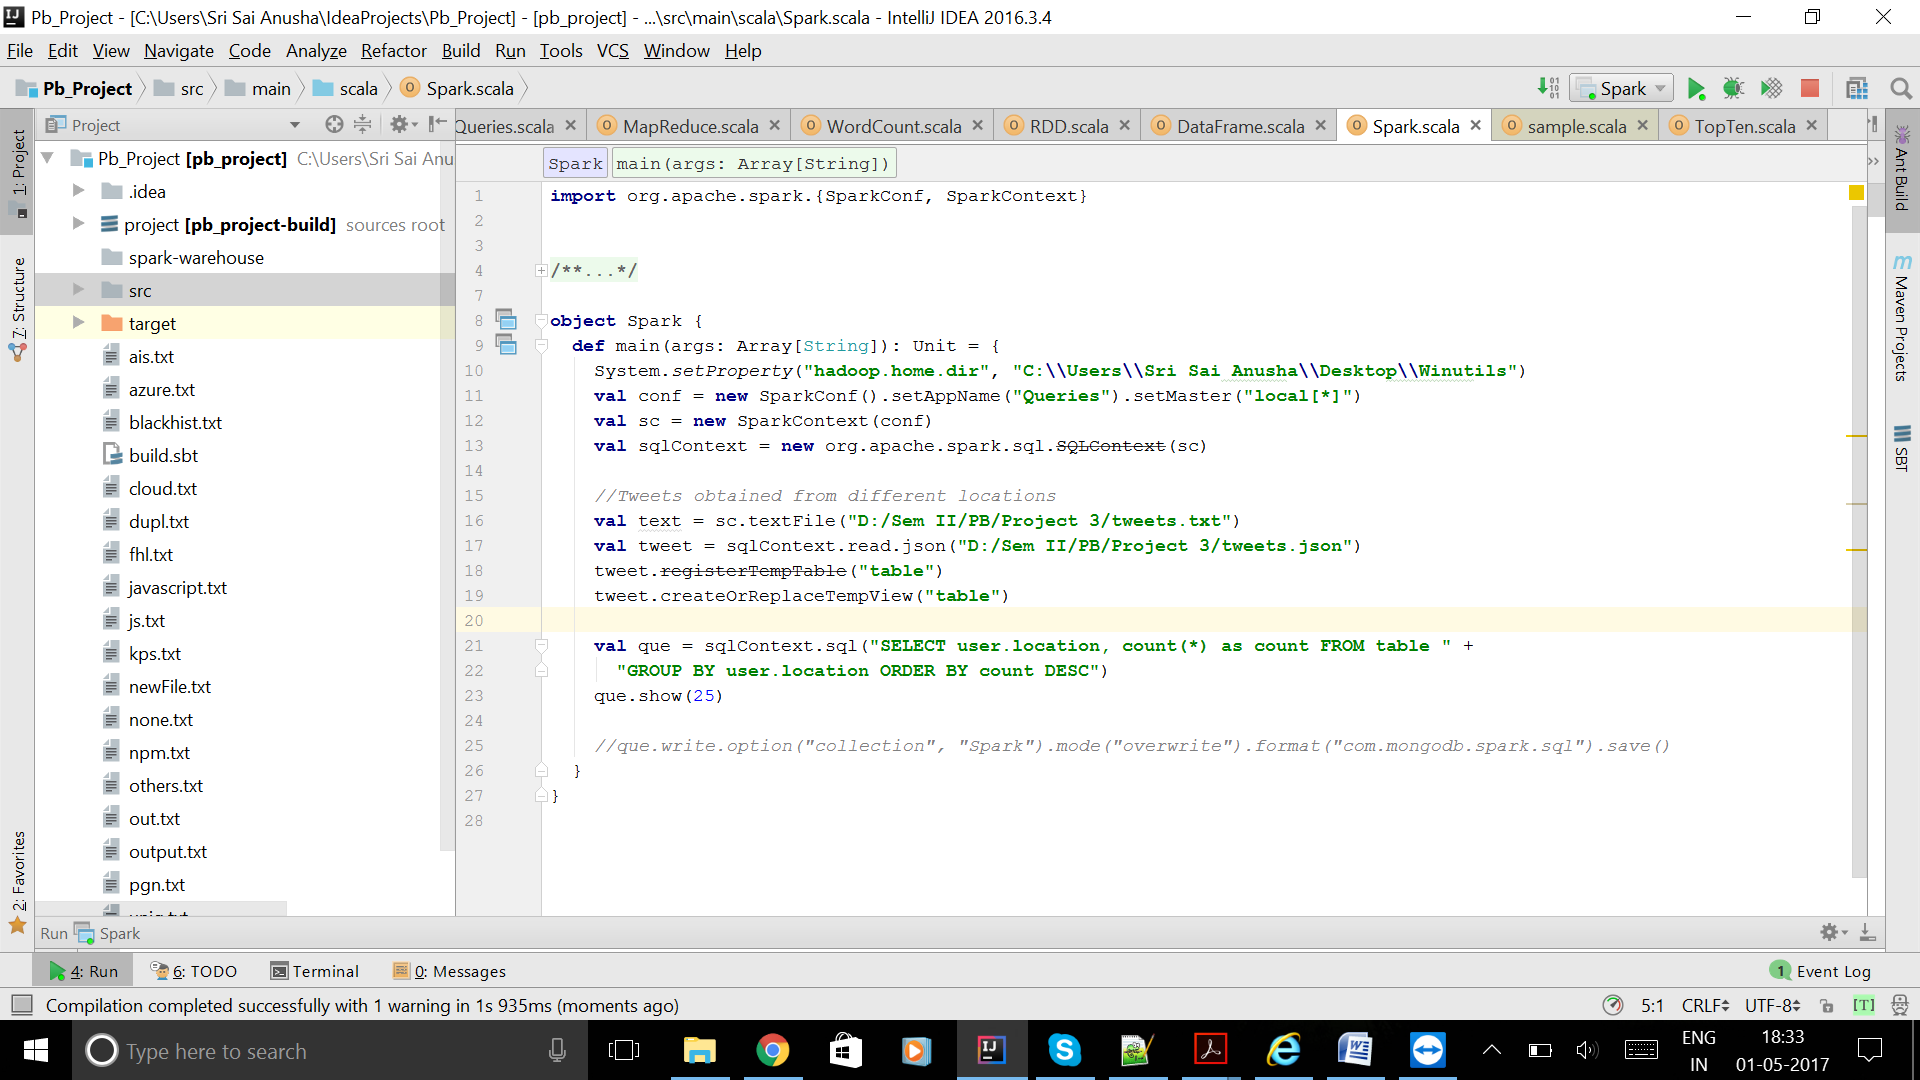 Pb_Project - [C:\Users\Sri Sai Anusha\IdeaProjects\Pb_Project] - [pb_project] - ...\src\main\scala\Spark.scala - IntelliJ IDEA 2016.3.4
File Edit View Navigate Code Analyze Refactor Build Run Tools VCS Window Help
Pb_Project src main scala Spark.scala
Spark
Project
Queries.scala MapReduce.scala WordCount.scala RDD.scala DataFrame.scala Spark.scala sample.scala TopTen.scala
1: Project
7: Structure
2: Favorites
Pb_Project [pb_project] C:\Users\Sri Sai Anu
.idea
project [pb_project-build] sources root
spark-warehouse
src
target
ais.txt
azure.txt
blackhist.txt
build.sbt
cloud.txt
dupl.txt
fhl.txt
javascript.txt
js.txt
kps.txt
newFile.txt
none.txt
npm.txt
others.txt
out.txt
output.txt
pgn.txt
Spark main(args: Array[String])
1 import org.apache.spark.{SparkConf, SparkContext}
2
3
4 /**...*/
7
8 object Spark {
9 def main(args: Array[String]): Unit = {
10 System.setProperty("hadoop.home.dir", "C:\\Users\\Sri Sai Anusha\\Desktop\\Winutils")
11 val conf = new SparkConf().setAppName("Queries").setMaster("local[*]")
12 val sc = new SparkContext(conf)
13 val sqlContext = new org.apache.spark.sql.SQLContext(sc)
14
15 //Tweets obtained from different locations
16 val text = sc.textFile("D:/Sem II/PB/Project 3/tweets.txt")
17 val tweet = sqlContext.read.json("D:/Sem II/PB/Project 3/tweets.json")
18 tweet.registerTempTable("table")
19 tweet.createOrReplaceTempView("table")
20
21 val que = sqlContext.sql("SELECT user.location, count(*) as count FROM table " +
22 "GROUP BY user.location ORDER BY count DESC")
23 que.show(25)
24
25 //que.write.option("collection", "Spark").mode("overwrite").format("com.mongodb.spark.sql").save()
26 }
27 }
28
Ant Build
Maven Projects
SBT
Run Spark
4: Run 6: TODO Terminal 0: Messages 1 Event Log
Compilation completed successfully with 1 warning in 1s 935ms (moments ago) 5:1 CRLF UTF-8 [T]
Type here to search
ENG
IN
18:33
01-05-2017